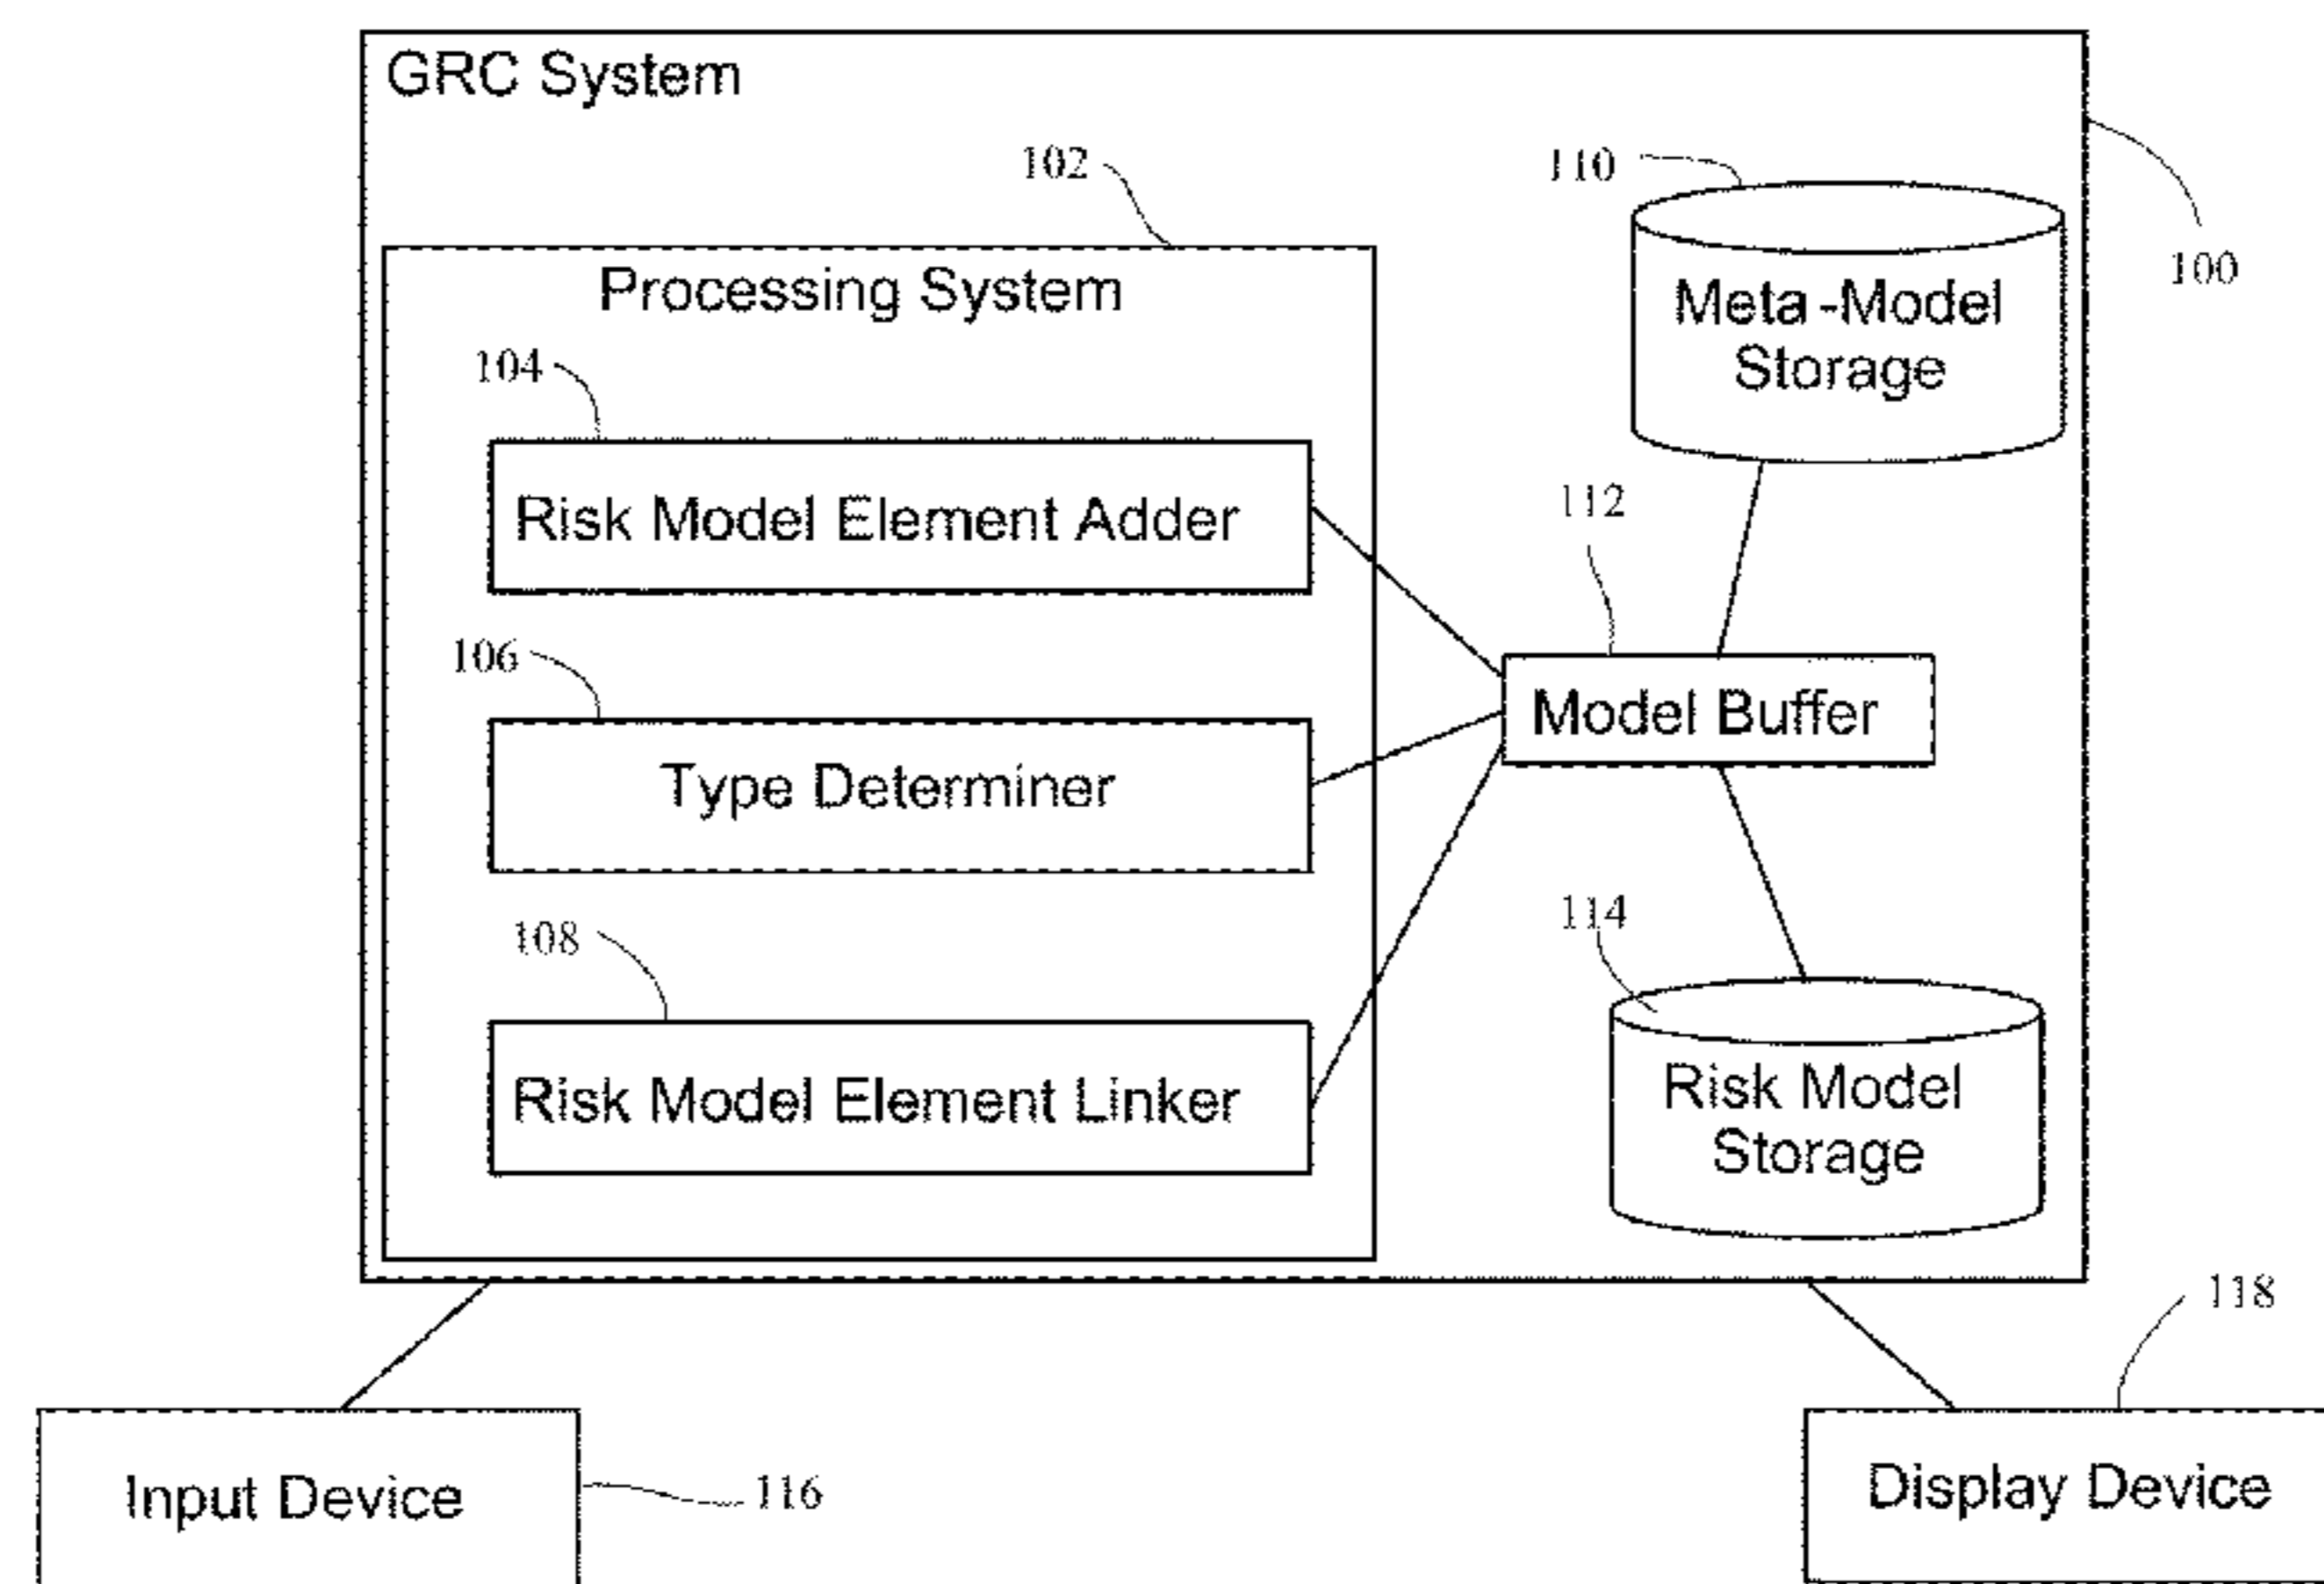 GRC System
102
110
100
Processing System
Meta-Model
Storage
104
Risk Model Element Adder
112
106
Model Buffer
Type Determiner
114
108
Risk Model
Storage
Risk Model Element Linker
118
Input Device
116
Display Device